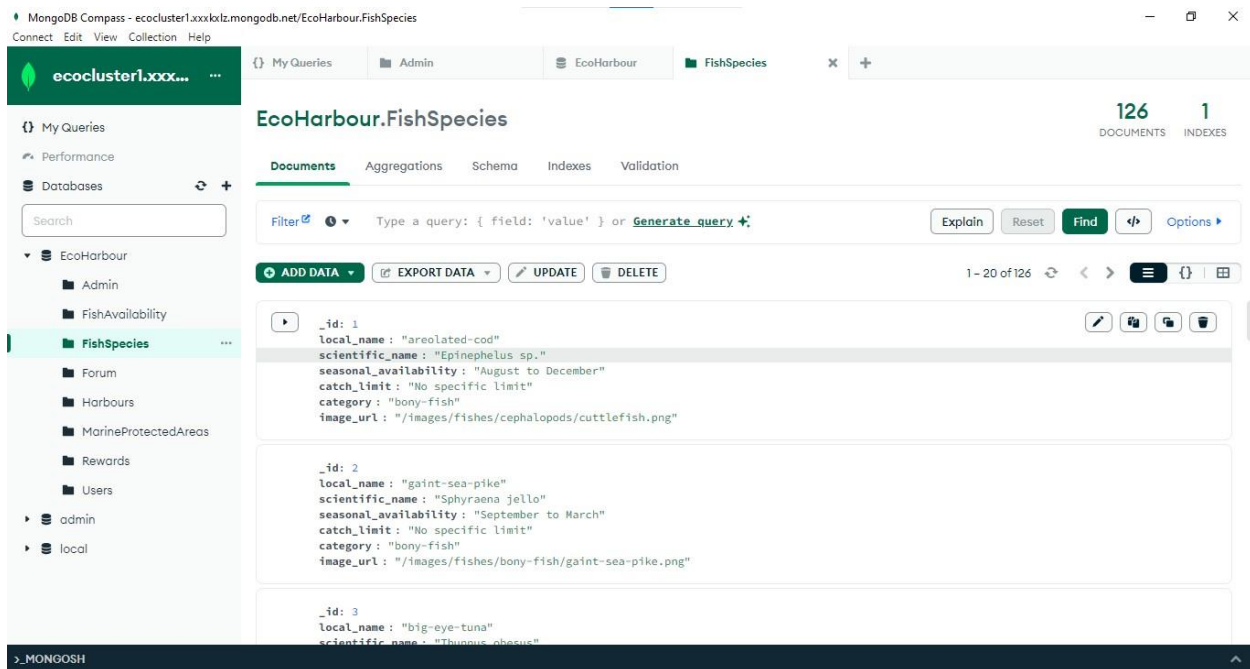 MongoDB Compass - ecocluster1.xxxkxlz.mongodb.net/EcoHarbour.FishSpecies
Connect Edit View Collection Help
ecocluster1.xxx... ...
{} My Queries
Performance
Databases
Search
EcoHarbour
Admin
FishAvailability
FishSpecies ...
Forum
Harbours
MarineProtectedAreas
Rewards
Users
admin
local
{} My Queries Admin EcoHarbour FishSpecies
EcoHarbour.FishSpecies
126 DOCUMENTS 1 INDEXES
Documents Aggregations Schema Indexes Validation
Filter Type a query: { field: 'value' } or Generate query Explain Reset Find </> Options
ADD DATA EXPORT DATA UPDATE DELETE 1 – 20 of 126 {}
_id: 1
local_name : "areolated-cod"
scientific_name : "Epinephelus sp."
seasonal_availability : "August to December"
catch_limit : "No specific limit"
category : "bony-fish"
image_url : "/images/fishes/cephalopods/cuttlefish.png"
_id: 2
local_name : "gaint-sea-pike"
scientific_name : "Sphyraena jello"
seasonal_availability : "September to March"
catch_limit : "No specific limit"
category : "bony-fish"
image_url : "/images/fishes/bony-fish/gaint-sea-pike.png"
_id: 3
local_name : "big-eye-tuna"
scientific_name : "Thunnus obesus"
>_MONGOSH